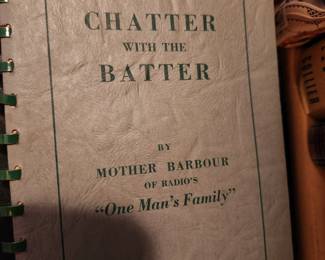 CHATTER
WITH THE
BATTER
BY
MOTHER BARBOUR
OF RADIO'S
"One Man's Family"